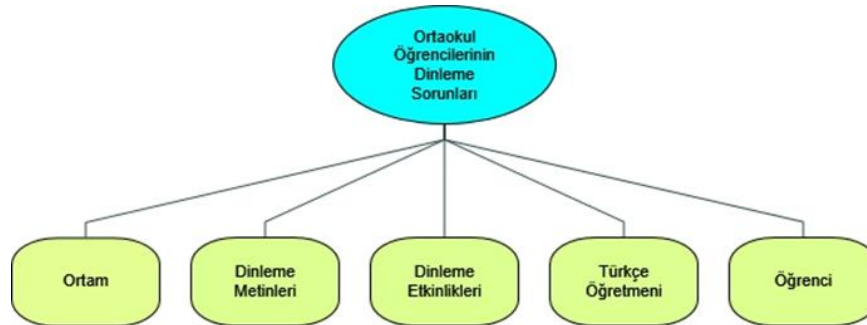 Ortaokul
Öğrencilerinin
Dinleme
Sorunları
Ortam
Dinleme
Metinleri
Dinleme
Etkinlikleri
Türkçe
Öğretmeni
Öğrenci